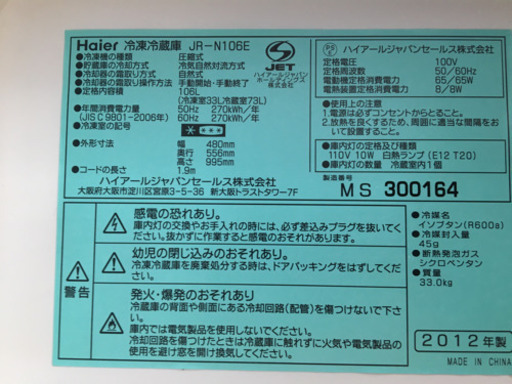 Haier 冷凍冷蔵庫 JR-N106E
●冷凍機の種類 圧縮式
●貯蔵室の冷却方式 冷気自然対流方式
●冷却器の霜取り方式 自然式
●冷却器の霜取り操作方法 手動開始・手動終了
●定格内容積 106L
(冷凍室33L冷蔵室73L)
●年間消費電力量 50Hz 270kWh/年
(JIS C 9801-2006年) 60Hz 270kWh/年
●冷凍室の記号
●外形寸法 幅 480mm
奥行 556mm
高さ 995mm
●コードの長さ 1.9m
ハイアールジャパンセールス株式会社
大阪府大阪市淀川区宮原3-5-36 新大阪トラストタワー7F
JET
ハイアールジャパン
ホールディングス
株式会社
PS
E
ハイアールジャパンセールス株式会社
定格電圧 100V
定格周波数 50/60Hz
電動機定格消費電力 65/65W
電熱装置定格消費電力 8/8W
●使用上の注意
1.電源は必ずコンセントからとること。
2.放熱を良くするため、周囲に適当な間隔をお
いて設置すること。
●庫内灯の定格及び種類
110V 10W 白熱ランプ(E12 T20)
●庫内灯の位置及び個数 冷蔵室内1個
製造番号
MS 300164
警告
感電の恐れあり。
庫内灯の交換やお手入れの時には、必ず差込みプラグを抜いてく
ださい。抜かずに作業すると感電することがあります。
幼児の閉じ込めのおそれあり。
冷凍冷蔵庫を廃棄処分する時は、ドアパッキングをはずしてくださ
い。
発火・爆発のおそれあり
冷蔵庫の背面や側面にある冷却回路(配管)を傷つけないでくださ
い。
庫内では電気製品を使用しないでください。
冷却回路を傷つけたときは冷蔵庫に触れずに火気や電気製品の
使用を避け窓を開け換気してください。
●冷媒名
イソブタン(R600a)
●冷媒封入量
45g
●断熱発泡ガス
シクロペンタン
●質量
33.0kg
2012年製
MADE IN CHINA